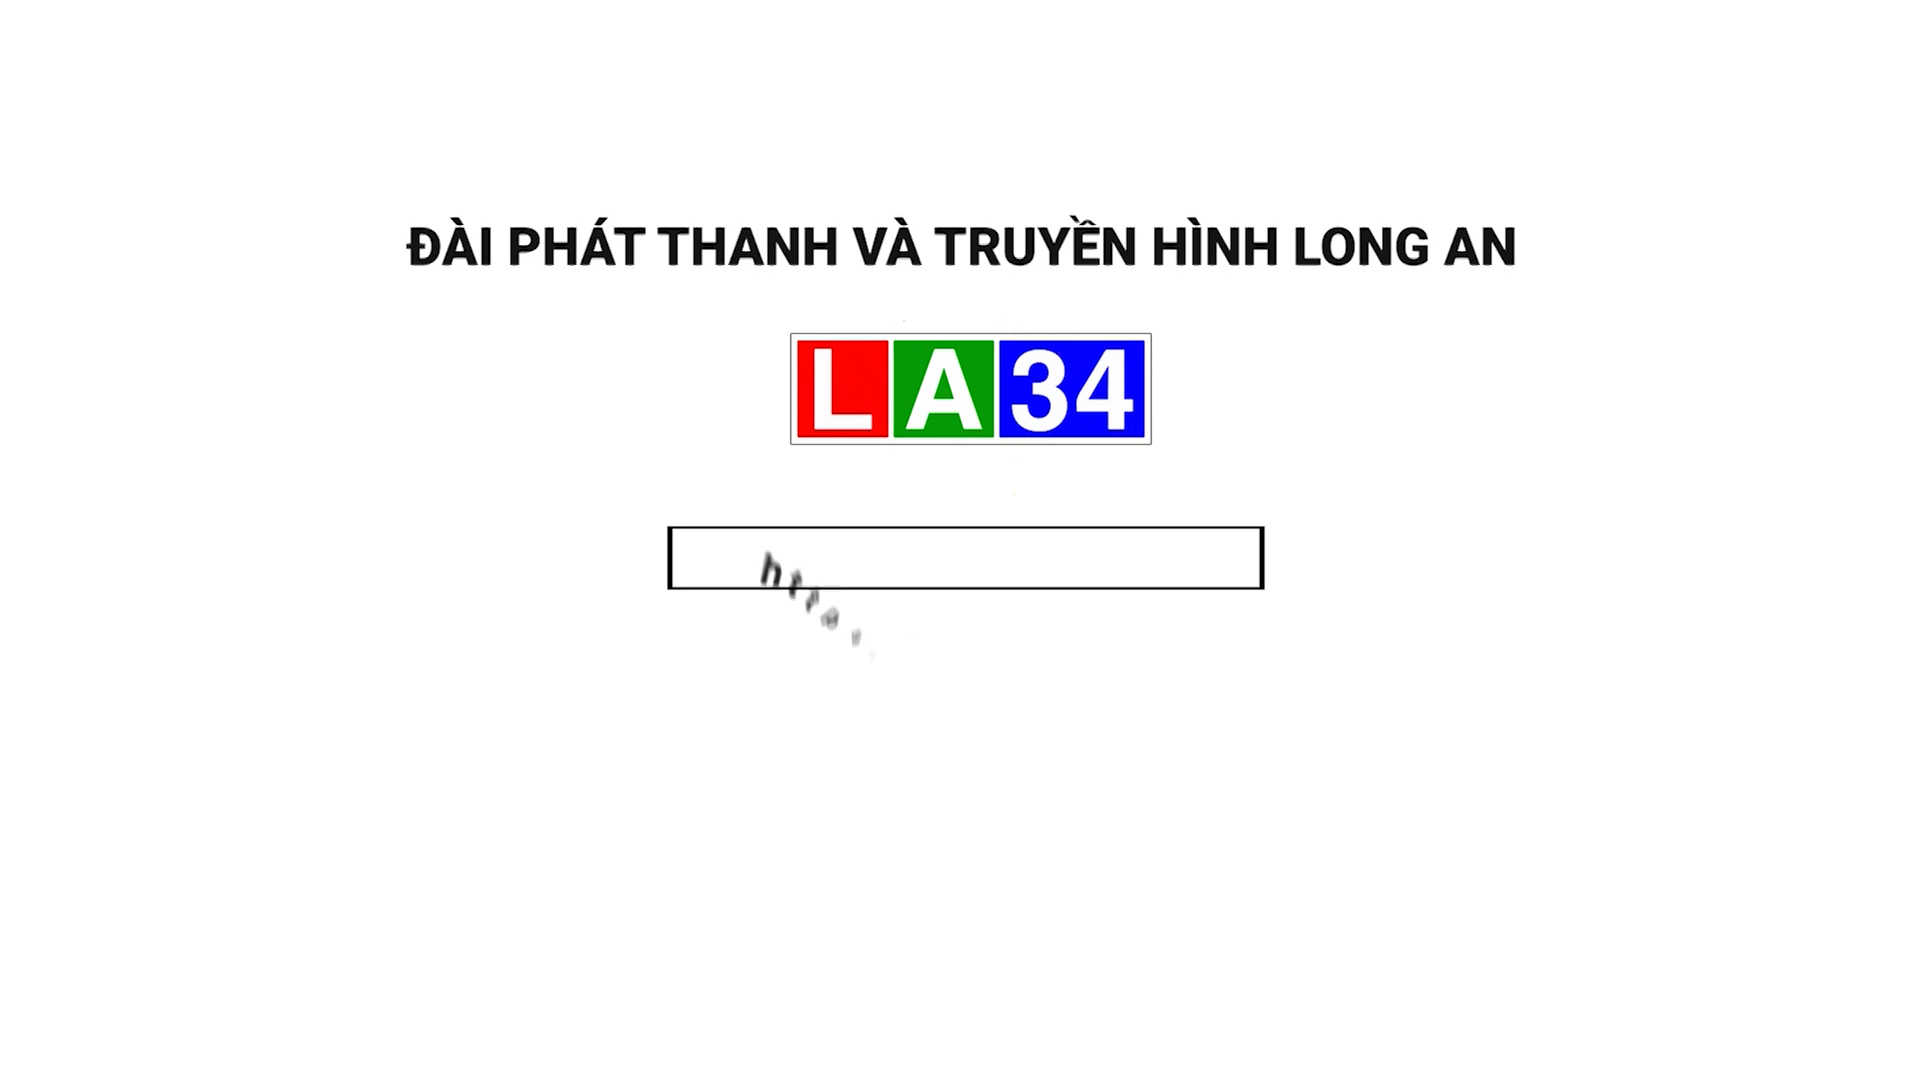 ĐÀI PHÁT THANH VÀ TRUYỀN HÌNH LONG AN
LA34